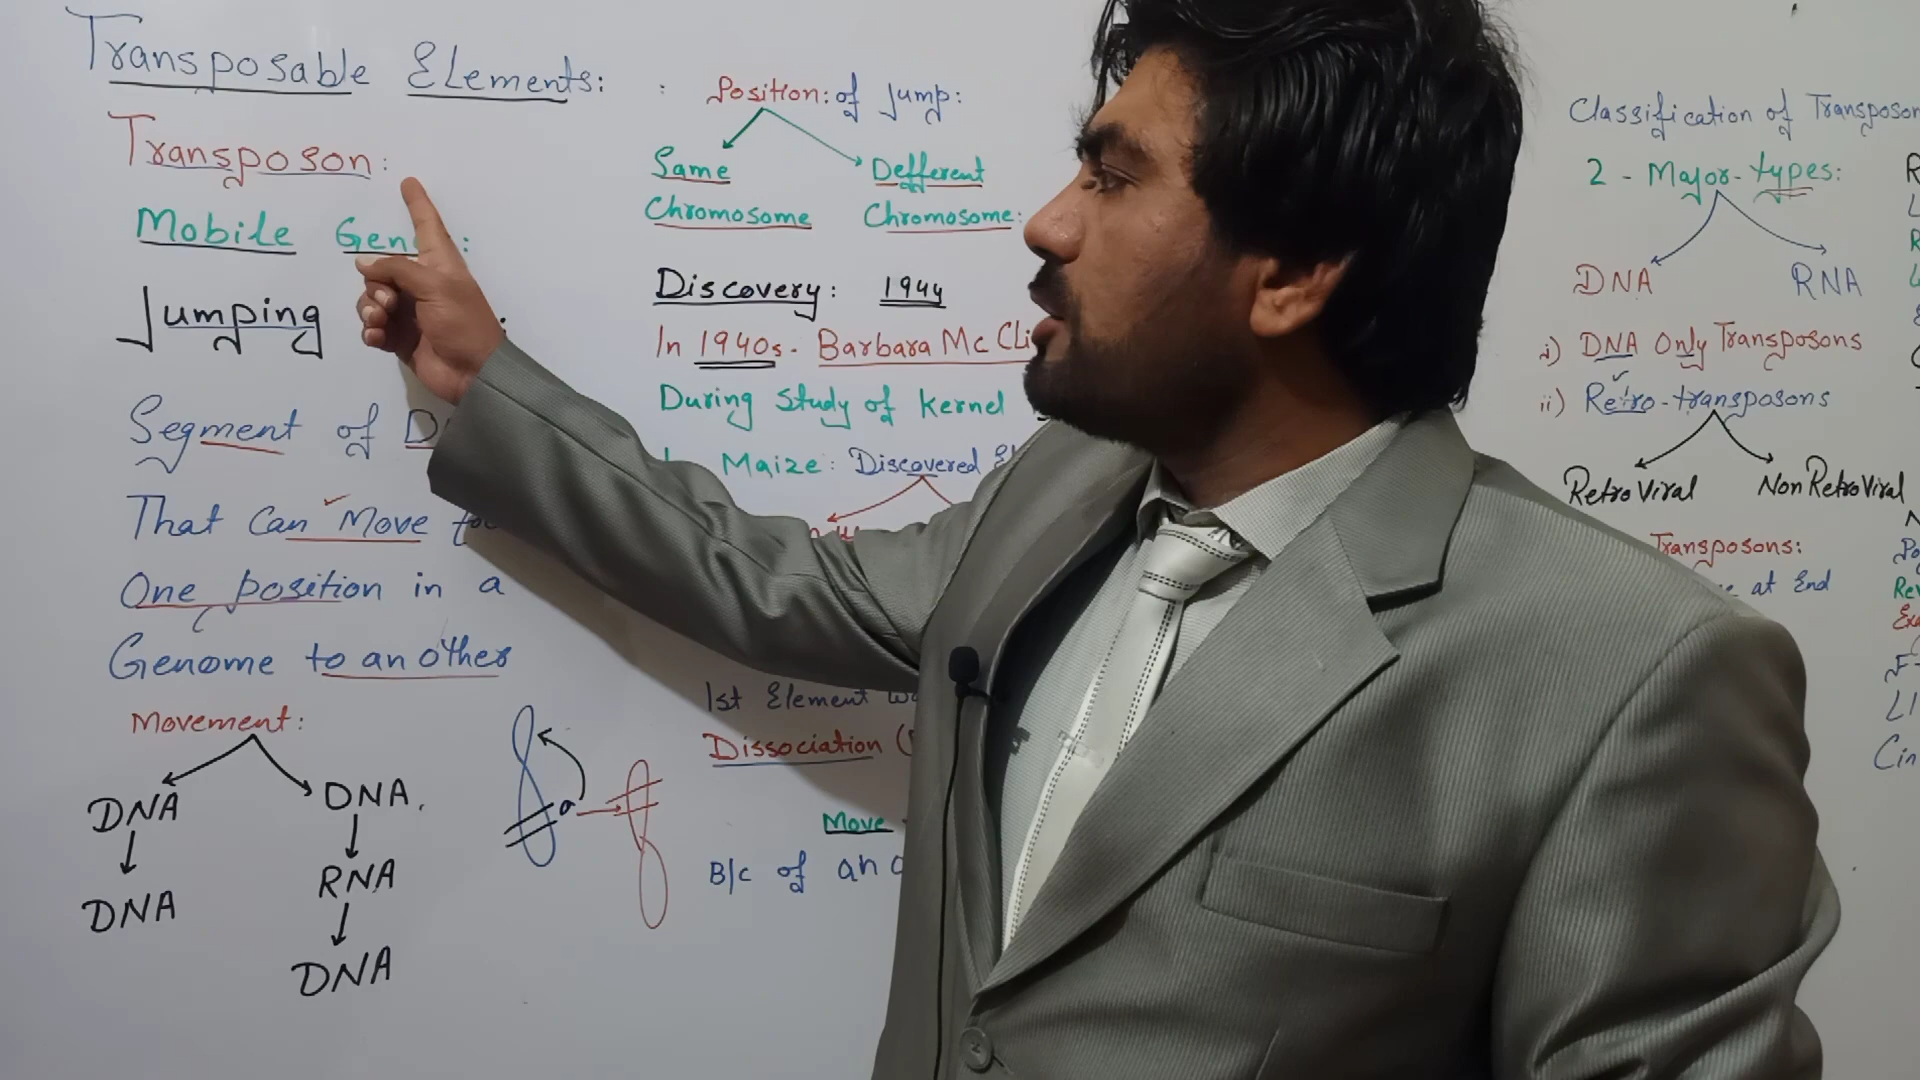 Transposable Elements:
Transposon:
Mobile Gen :
Jumping
Segment of D
That Can Move
One position in a
Genome to another
Movement:
DNA
DNA
DNA.
RNA
DNA
a
: Position: of Jump:
Same
Chromosome
Defferent
Chromosome:
Discovery: 1944
In 1940s. Barbara Mc Cli
During Study of Kernel
Maize: Discovered El
1st Element
Dissociation (
Move
B/c of an
Classification of Transposon
2 - Major-types:
DNA
RNA
i) DNA Only Transposons
ii) Retro-transposons
Retro Viral
Non Retro Viral
Transposons:
at End